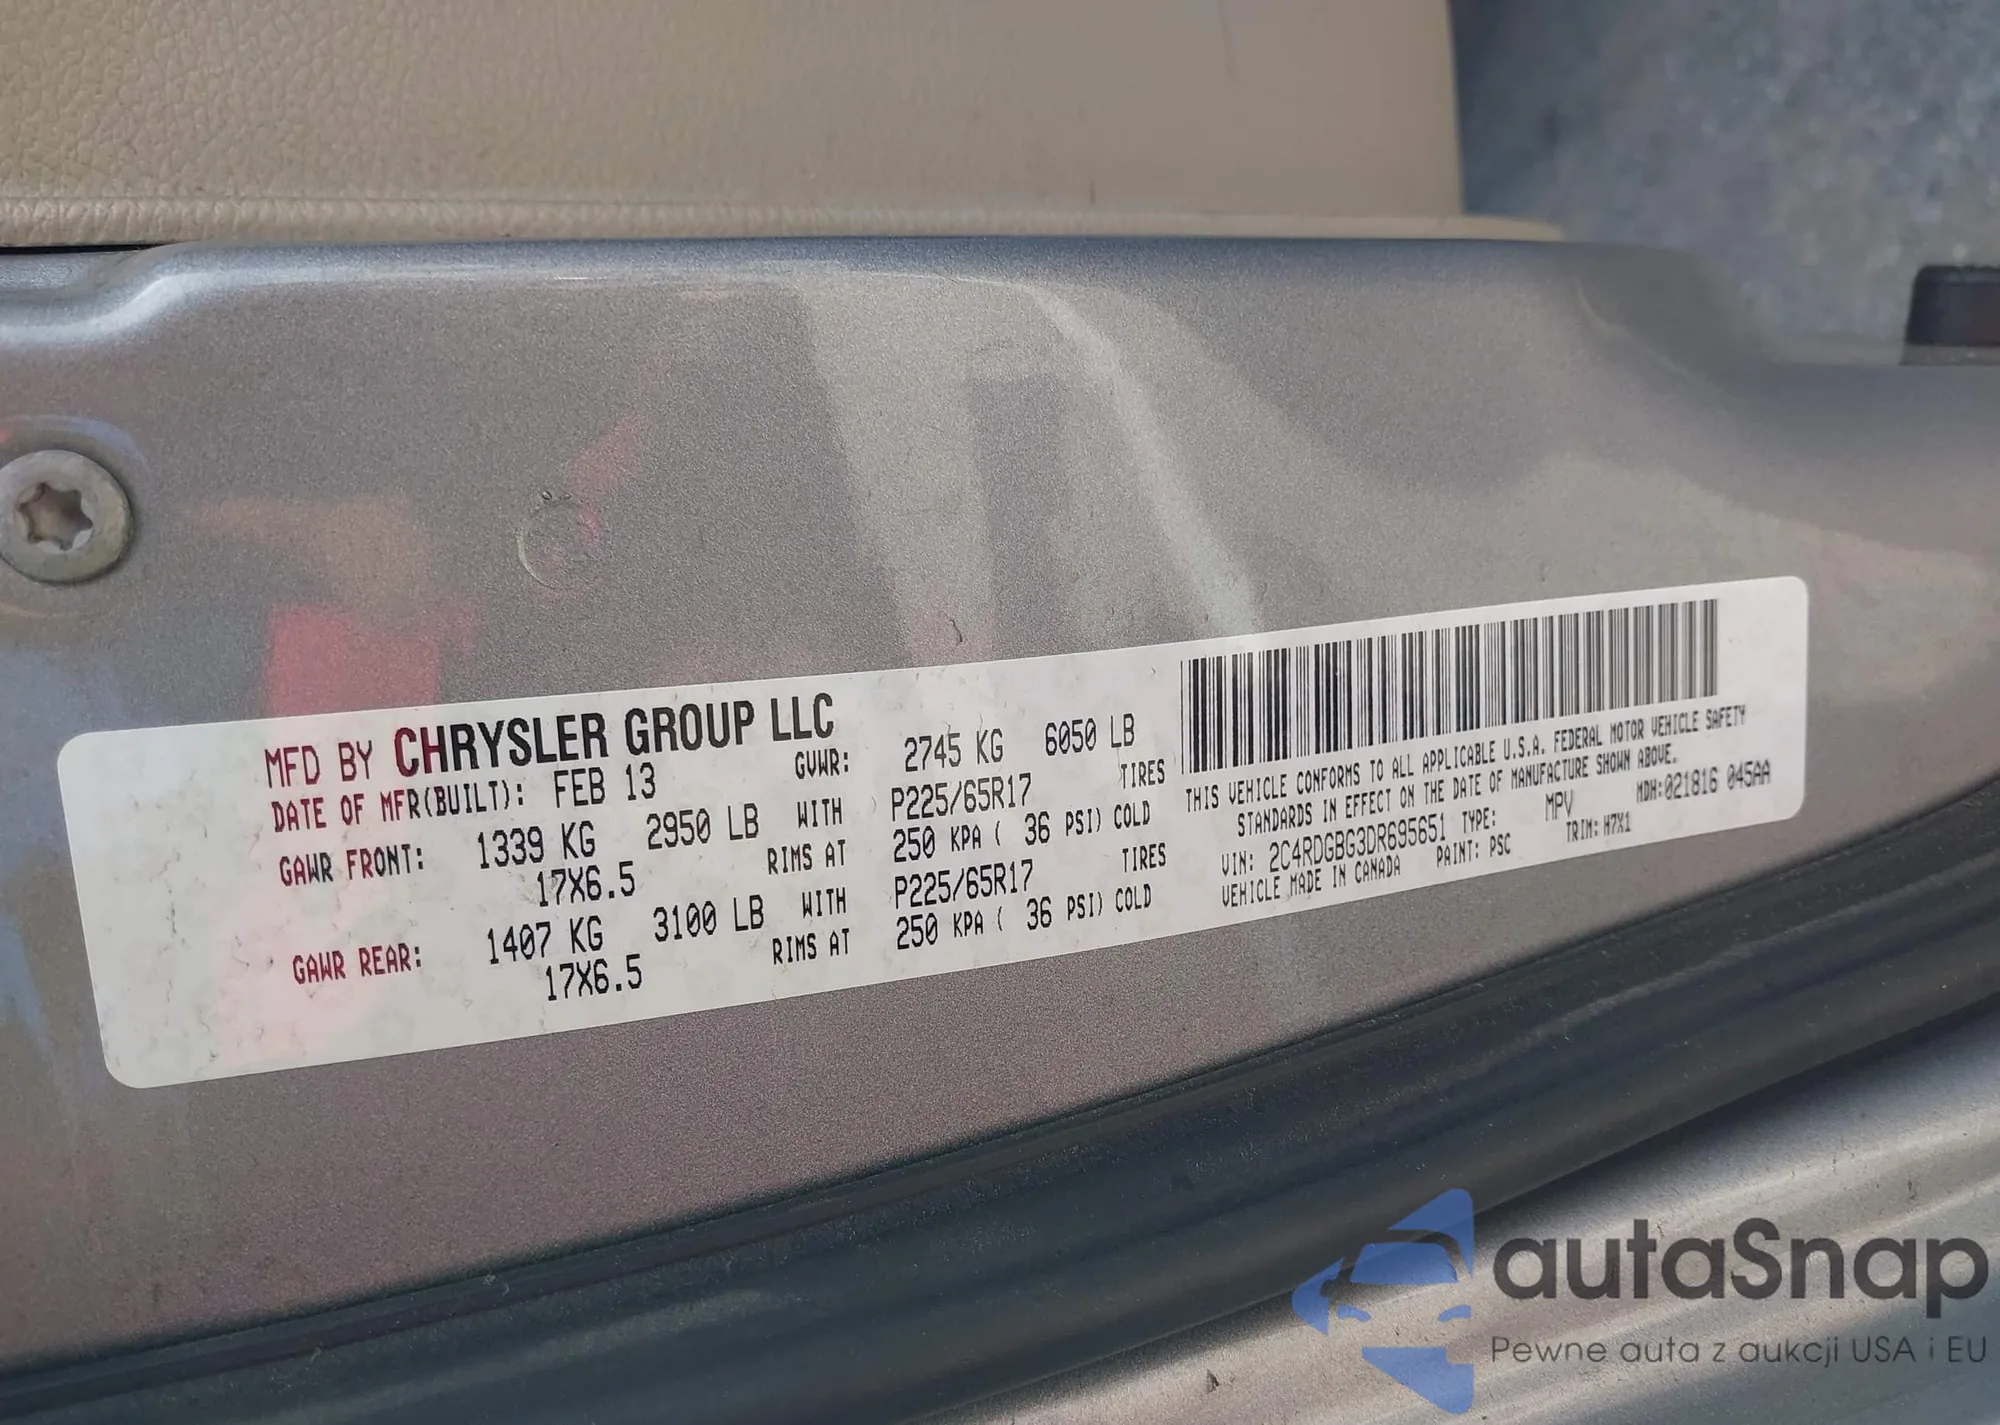 MFD BY CHRYSLER GROUP LLC
DATE OF MFR(BUILT): FEB 13 GVWR: 2745 KG 6050 LB
GAWR FRONT: 1339 KG 2950 LB WITH P225/65R17 TIRES
17X6.5 RIMS AT 250 KPA ( 36 PSI) COLD
GAWR REAR: 1407 KG 3100 LB WITH P225/65R17 TIRES
17X6.5 RIMS AT 250 KPA ( 36 PSI) COLD
THIS VEHICLE CONFORMS TO ALL APPLICABLE U.S.A. FEDERAL MOTOR VEHICLE SAFETY
STANDARDS IN EFFECT ON THE DATE OF MANUFACTURE SHOWN ABOVE.
VIN: 2C4RDGBG3DR695651 TYPE: MPV MDH:021816 045AA
VEHICLE MADE IN CANADA PAINT: PSC TRIM: H7X1
autaSnap
Pewne auta z aukcji USA i EU